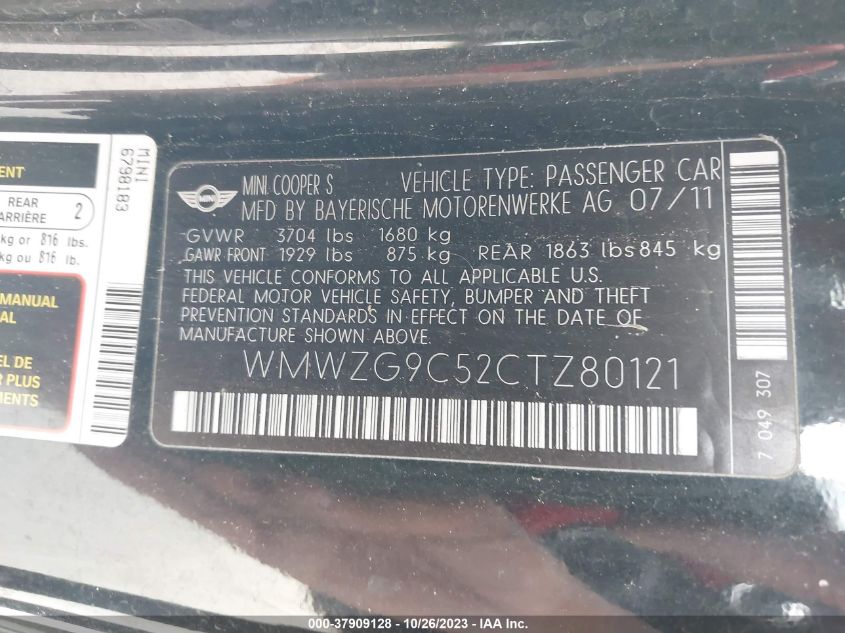 ENT
REAR
ARRIÈRE
2
kg or 816 lbs.
kg ou 816 lb.
MANUAL
AL
EL DE
R PLUS
EMENTS
MINI
6798183
MINI
MINI COOPER S VEHICLE TYPE: PASSENGER CAR
MFD BY BAYERISCHE MOTORENWERKE AG 07/11
GVWR 3704 lbs 1680 kg
GAWR FRONT 1929 lbs 875 kg REAR 1863 lbs 845 kg
THIS VEHICLE CONFORMS TO ALL APPLICABLE U.S.
FEDERAL MOTOR VEHICLE SAFETY, BUMPER AND THEFT
PREVENTION STANDARDS IN EFFECT ON THE DATE OF
MANUFACTURE SHOWN ABOVE.
WMWZG9C52CTZ80121
7 049 307
000-37909128 - 10/26/2023 - © COPYRIGHT IAA, LLC